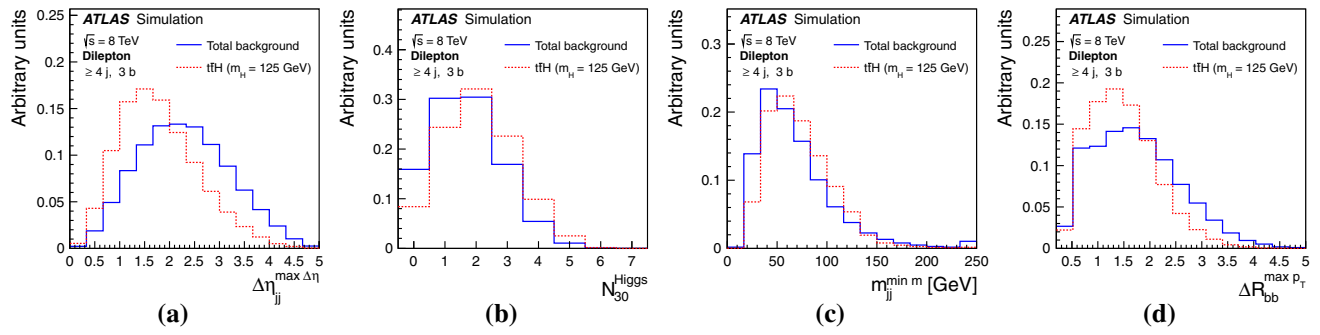 Arbitrary units
ATLAS Simulation
√s = 8 TeV
Dilepton
≥ 4 j, 3 b
Total background
tt̄H (m_H = 125 GeV)
0.25
0.2
0.15
0.1
0.05
0
0 0.5 1 1.5 2 2.5 3 3.5 4 4.5 5
Δη_jj^max Δη
(a)
Arbitrary units
ATLAS Simulation
√s = 8 TeV
Dilepton
≥ 4 j, 3 b
Total background
tt̄H (m_H = 125 GeV)
0.4
0.3
0.2
0.1
0
0 1 2 3 4 5 6 7
N_30^Higgs
(b)
Arbitrary units
ATLAS Simulation
√s = 8 TeV
Dilepton
≥ 4 j, 3 b
Total background
tt̄H (m_H = 125 GeV)
0.3
0.2
0.1
0
0 50 100 150 200 250
m_jj^min m [GeV]
(c)
Arbitrary units
ATLAS Simulation
√s = 8 TeV
Dilepton
≥ 4 j, 3 b
Total background
tt̄H (m_H = 125 GeV)
0.25
0.2
0.15
0.1
0.05
0
0.5 1 1.5 2 2.5 3 3.5 4 4.5 5
ΔR_bb^max p_T
(d)